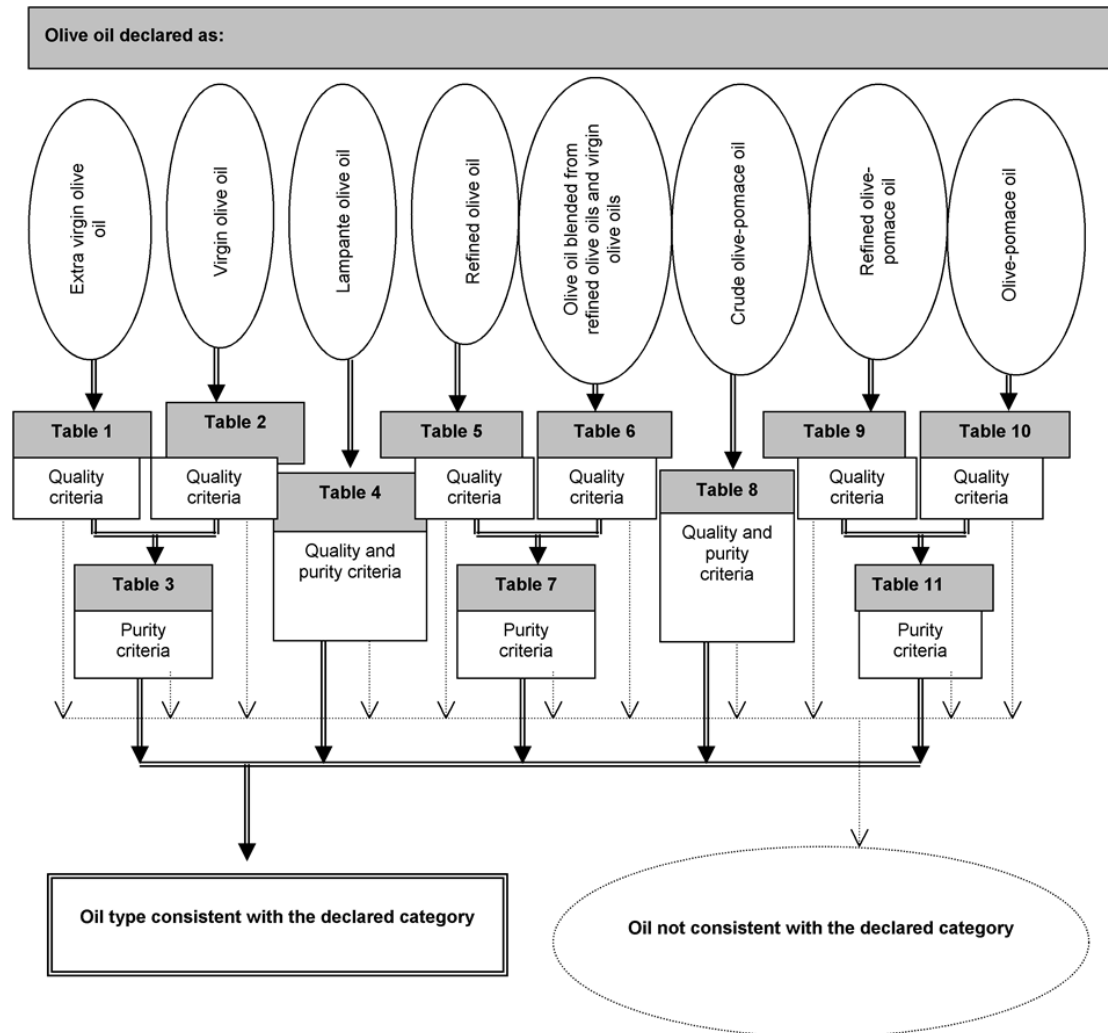 Olive oil declared as:
Extra virgin olive
oil
Virgin olive oil
Lampante olive oil
Refined olive oil
Olive oil blended from
refined olive oils and virgin
olive oils
Crude olive-pomace oil
Refined olive-
pomace oil
Olive-pomace oil
Table 1
Quality
criteria
Table 2
Quality
criteria
Table 4
Quality and
purity criteria
Table 5
Quality
criteria
Table 6
Quality
criteria
Table 8
Quality and
purity
criteria
Table 9
Quality
criteria
Table 10
Quality
criteria
Table 3
Purity
criteria
Table 7
Purity
criteria
Table 11
Purity
criteria
Oil type consistent with the declared category
Oil not consistent with the declared category